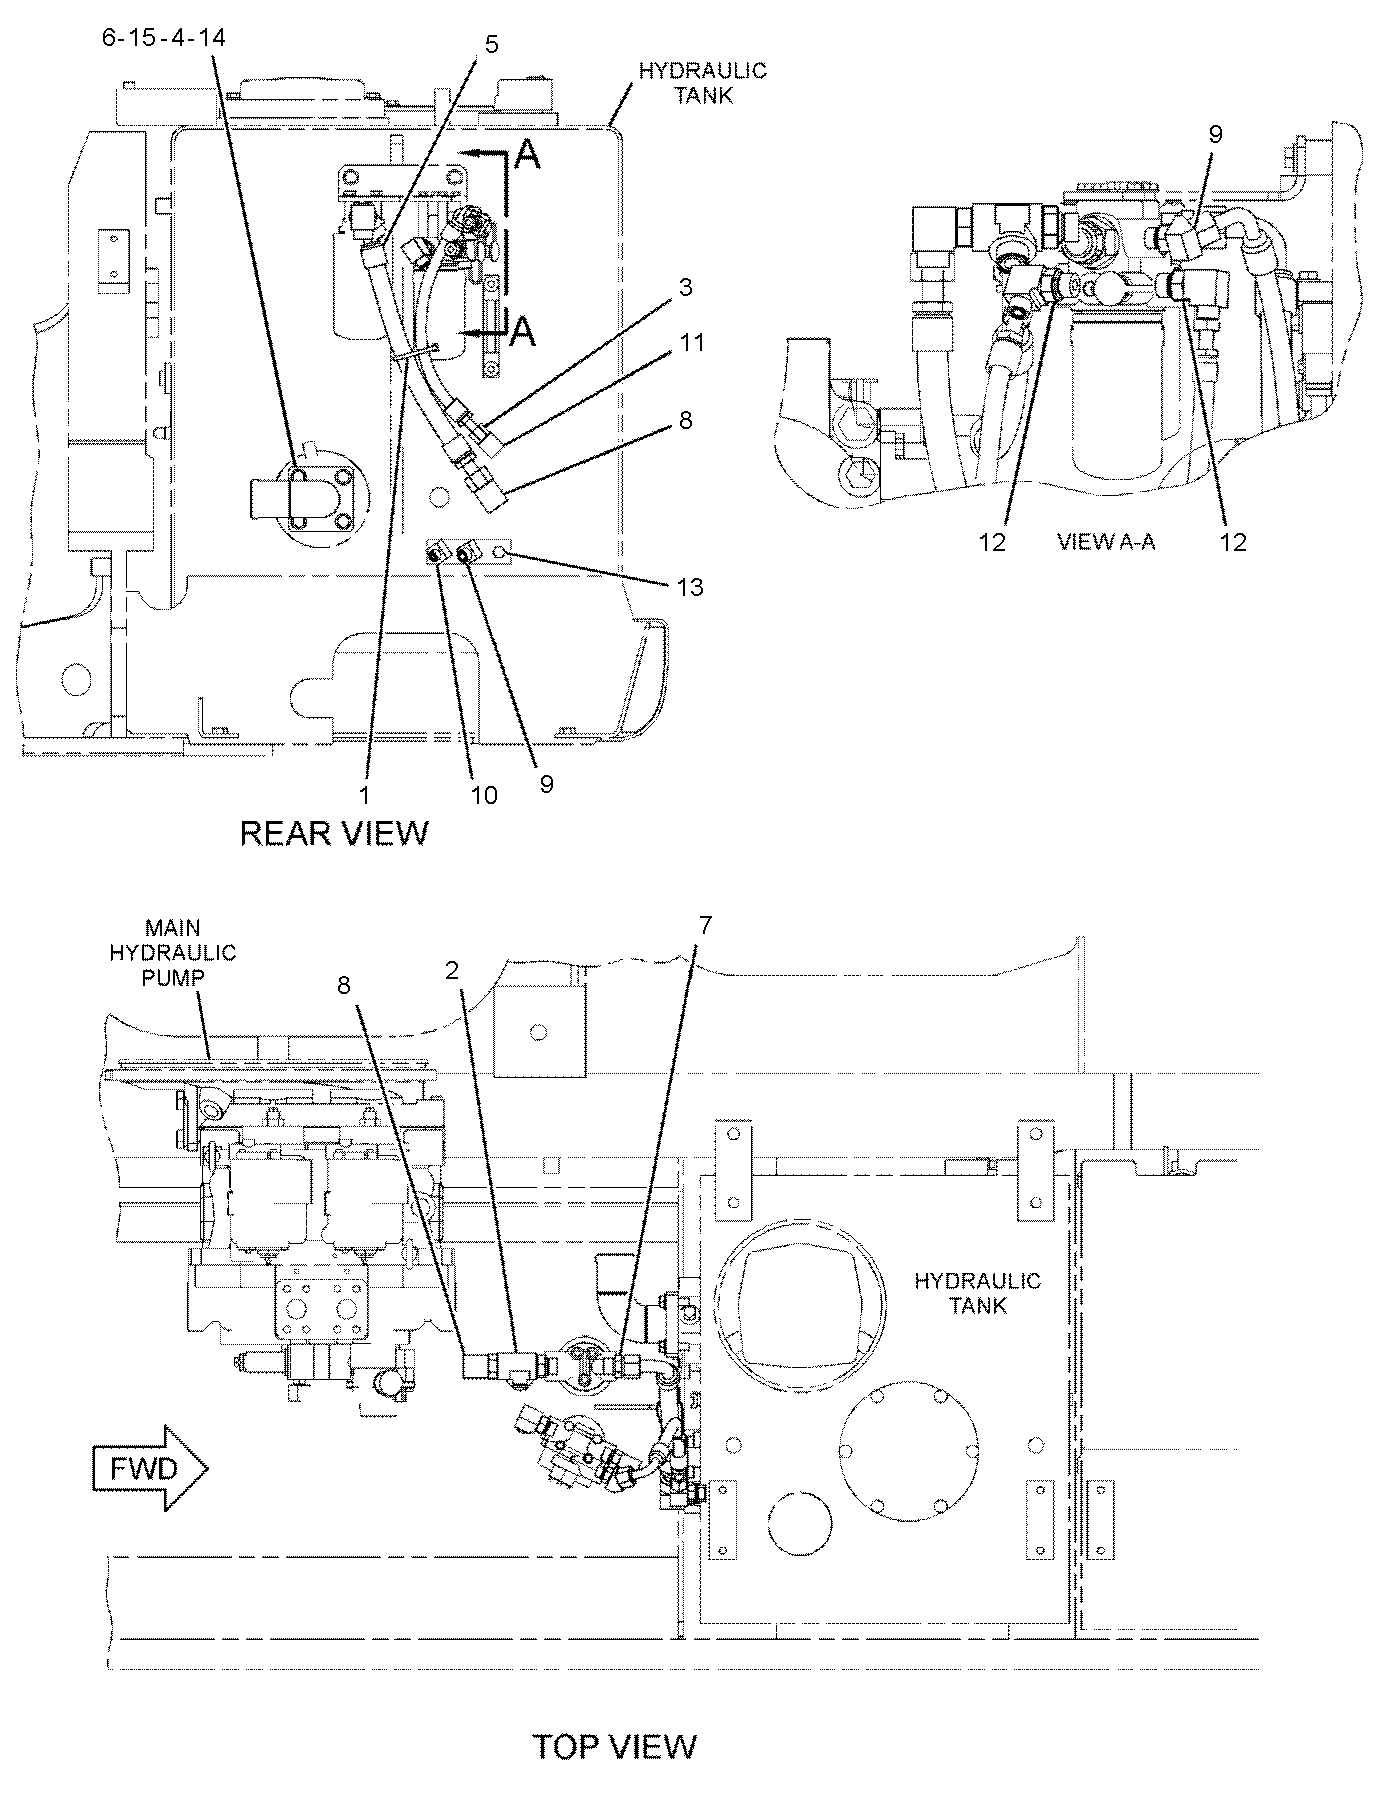 6-15-4-14
5
HYDRAULIC
TANK
A
A
3
11
8
13
1
10
9
REAR VIEW
9
12
VIEW A-A
12
MAIN
HYDRAULIC
PUMP
8
2
7
HYDRAULIC
TANK
FWD
TOP VIEW